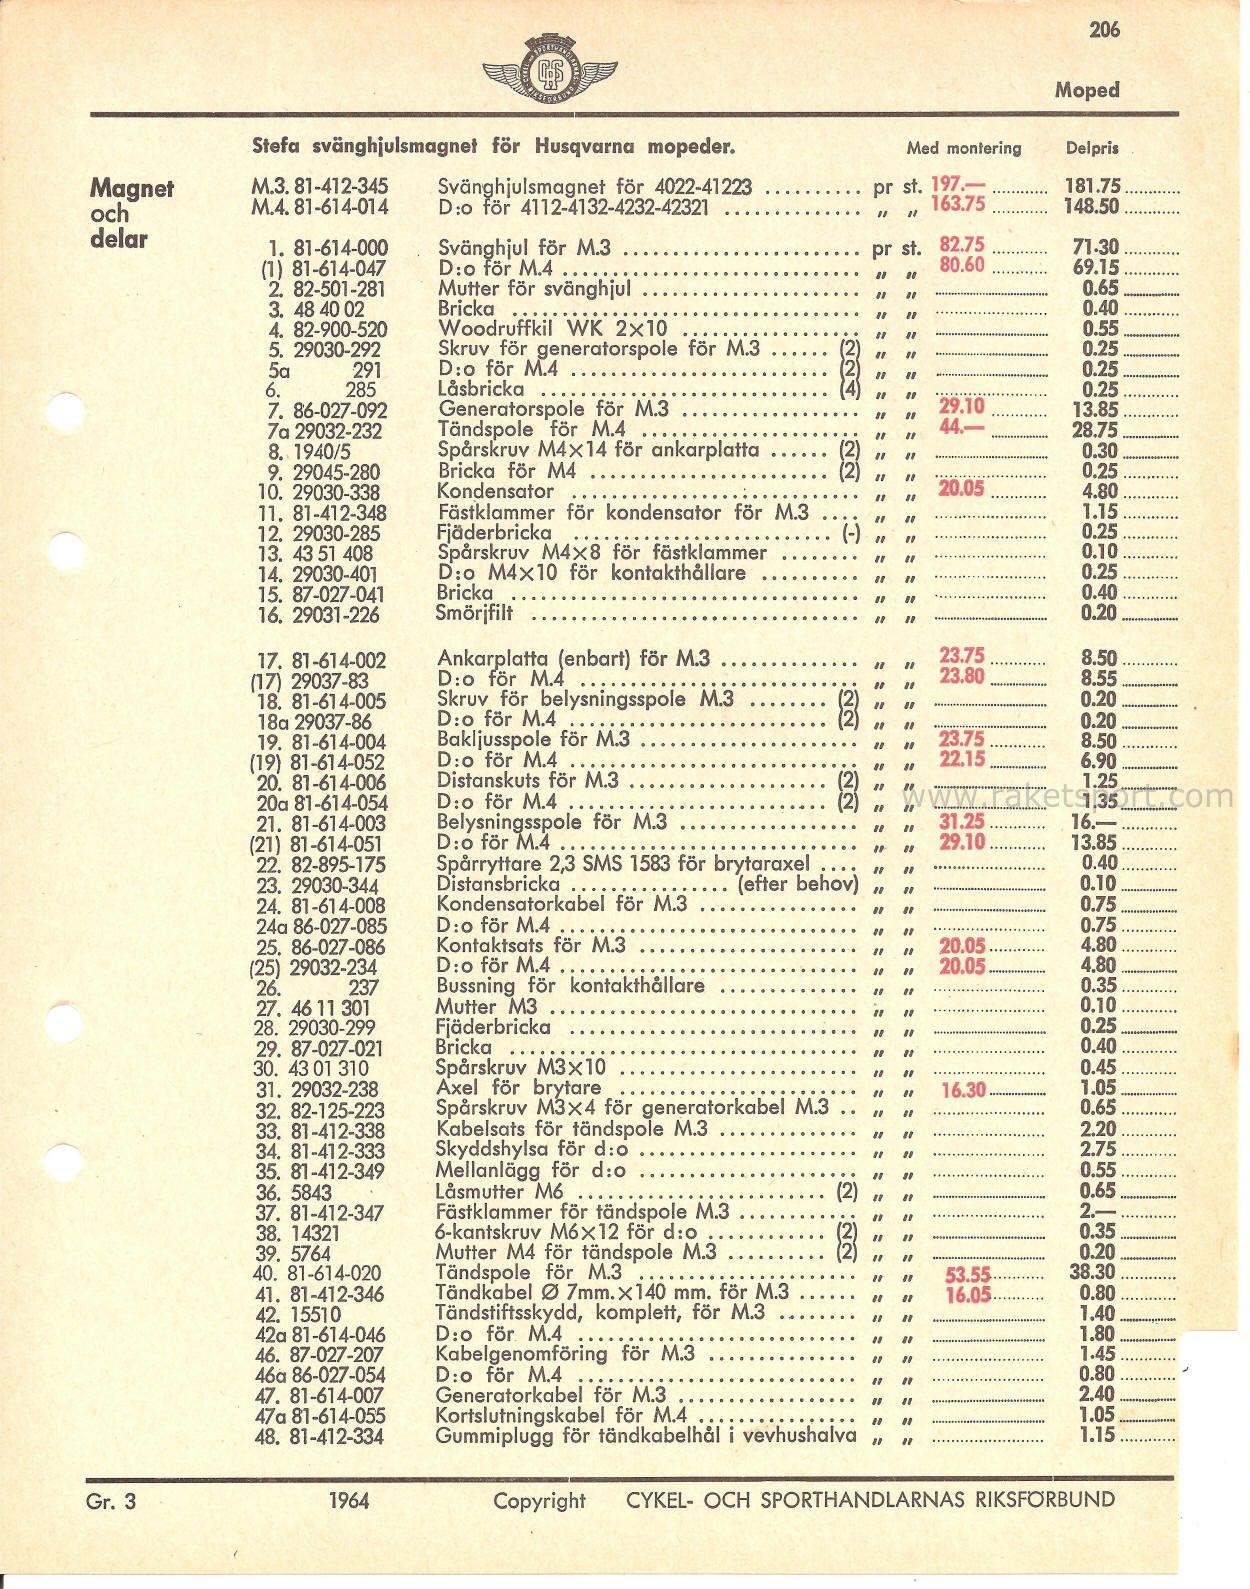 206
CYKEL- OCH SPORTHANDLARNAS RIKSFÖRBUND
Moped
Stefa svänghjulsmagnet för Husqvarna mopeder. Med montering Delpris
Magnet och delar
M.3. 81-412-345 Svänghjulsmagnet för 4022-41223 .......... pr st. 197.— ........... 181.75 ...........
M.4. 81-614-014 D:o för 4112-4132-4232-42321 .............. „ „ 163.75 ........... 148.50 ...........
1. 81-614-000 Svänghjul för M.3 ........................ pr st. 82.75 ........... 71.30 ...........
(1) 81-614-047 D:o för M.4 .............................. „ „ 80.60 ........... 69.15 ...........
2. 82-501-281 Mutter för svänghjul ...................... „ „ ........... 0.65 ...........
3. 48 40 02 Bricka ................................... „ „ ........... 0.40 ...........
4. 82-900-520 Woodruffkil WK 2×10 .................. „ „ ........... 0.55 ...........
5. 29030-292 Skruv för generatorspole för M.3 ...... (2) „ „ ........... 0.25 ...........
5a 291 D:o för M.4 .......................... (2) „ „ ........... 0.25 ...........
6. 285 Låsbricka ............................. (4) „ „ ........... 0.25 ...........
7. 86-027-092 Generatorspole för M.3 .................. „ „ 29.10 ........... 13.85 ...........
7a 29032-232 Tändspole för M.4 ...................... „ „ 44.— ........... 28.75 ...........
8. 1940/5 Spårskruv M4×14 för ankarplatta ...... (2) „ „ ........... 0.30 ...........
9. 29045-280 Bricka för M4 ........................ (2) „ „ ........... 0.25 ...........
10. 29030-338 Kondensator ............................. „ „ 20.05 ........... 4.80 ...........
11. 81-412-348 Fästklammer för kondensator för M.3 .... „ „ ........... 1.15 ...........
12. 29030-285 Fjäderbricka .......................... (-) „ „ ........... 0.25 ...........
13. 43 51 408 Spårskruv M4×8 för fästklammer ........ „ „ ........... 0.10 ...........
14. 29030-401 D:o M4×10 för kontakthållare .......... „ „ ........... 0.25 ...........
15. 87-027-041 Bricka ................................... „ „ ........... 0.40 ...........
16. 29031-226 Smörjfilt ................................. „ „ ........... 0.20 ...........
17. 81-614-002 Ankarplatta (enbart) för M.3 .............. „ „ 23.75 ........... 8.50 ...........
(17) 29037-83 D:o för M.4 ............................ „ „ 23.80 ........... 8.55 ...........
18. 81-614-005 Skruv för belysningsspole M.3 ........ (2) „ „ ........... 0.20 ...........
18a 29037-86 D:o för M.4 .......................... (2) „ „ ........... 0.20 ...........
19. 81-614-004 Bakljusspole för M.3 ...................... „ „ 23.75 ........... 8.50 ...........
(19) 81-614-052 D:o för M.4 ............................. „ „ 22.15 ........... 6.90 ...........
20. 81-614-006 Distanskuts för M.3 .................... (2) „ „ ........... 1.25 ...........
20a 81-614-054 D:o för M.4 .......................... (2) „ „ ........... 1.35 ...........
www.raketsport.com
21. 81-614-003 Belysningsspole för M.3 .................. „ „ 31.25 ........... 16.— ...........
(21) 81-614-051 D:o för M.4 .............................. „ „ 29.10 ........... 13.85 ...........
22. 82-895-175 Spårryttare 2,3 SMS 1583 för brytaraxel .... „ „ ........... 0.40 ...........
23. 29030-344 Distansbricka ................ (efter behov) „ „ ........... 0.10 ...........
24. 81-614-008 Kondensatorkabel för M.3 ................ „ „ ........... 0.75 ...........
24a 86-027-085 D:o för M.4 .............................. „ „ ........... 0.75 ...........
25. 86-027-086 Kontaktsats för M.3 ...................... „ „ 20.05 ........... 4.80 ...........
(25) 29032-234 D:o för M.4 .............................. „ „ 20.05 ........... 4.80 ...........
26. 237 Bussning för kontakthållare .............. „ „ ........... 0.35 ...........
27. 46 11 301 Mutter M3 ............................... „ „ ........... 0.10 ...........
28. 29030-299 Fjäderbricka ............................. „ „ ........... 0.25 ...........
29. 87-027-021 Bricka ................................... „ „ ........... 0.40 ...........
30. 43 01 310 Spårskruv M3×10 ........................ „ „ ........... 0.45 ...........
31. 29032-238 Axel för brytare ........................ „ „ 16.30 ........... 1.05 ...........
32. 82-125-223 Spårskruv M3×4 för generatorkabel M.3 .. „ „ ........... 0.65 ...........
33. 81-412-338 Kabelsats för tändspole M.3 .............. „ „ ........... 2.20 ...........
34. 81-412-333 Skyddshylsa för d:o ...................... „ „ ........... 2.75 ...........
35. 81-412-349 Mellanlägg för d:o ...................... „ „ ........... 0.55 ...........
36. 5843 Låsmutter M6 ......................... (2) „ „ ........... 0.65 ...........
37. 81-412-347 Fästklammer för tändspole M.3 ............ „ „ ........... 2.— ...........
38. 14321 6-kantskruv M6×12 för d:o ............ (2) „ „ ........... 0.35 ...........
39. 5764 Mutter M4 för tändspole M.3 .......... (2) „ „ ........... 0.20 ...........
40. 81-614-020 Tändspole för M.3 ...................... „ „ 53.55 ........... 38.30 ...........
41. 81-412-346 Tändkabel Ø 7mm.×140 mm. för M.3 ...... „ „ 16.05 ........... 0.80 ...........
42. 15510 Tändstiftsskydd, komplett, för M.3 ........ „ „ ........... 1.40 ...........
42a 81-614-046 D:o för M.4 ............................ „ „ ........... 1.80 ...........
46. 87-027-207 Kabelgenomföring för M.3 ............... „ „ ........... 1.45 ...........
46a 86-027-054 D:o för M.4 ............................ „ „ ........... 0.80 ...........
47. 81-614-007 Generatorkabel för M.3 .................. „ „ ........... 2.40 ...........
47a 81-614-055 Kortslutningskabel för M.4 ................ „ „ ........... 1.05 ...........
48. 81-412-334 Gummiplugg för tändkabelhål i vevhushalva „ „ ........... 1.15 ...........
Gr. 3 1964 Copyright CYKEL- OCH SPORTHANDLARNAS RIKSFÖRBUND